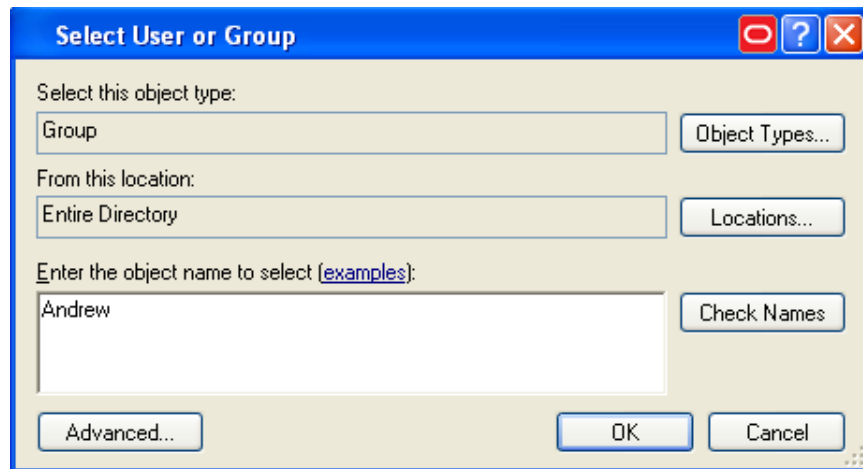 Select User or Group
?
Select this object type:
Group
Object Types...
From this location:
Entire Directory
Locations...
Enter the object name to select (examples):
Andrew
Check Names
Advanced...
OK
Cancel